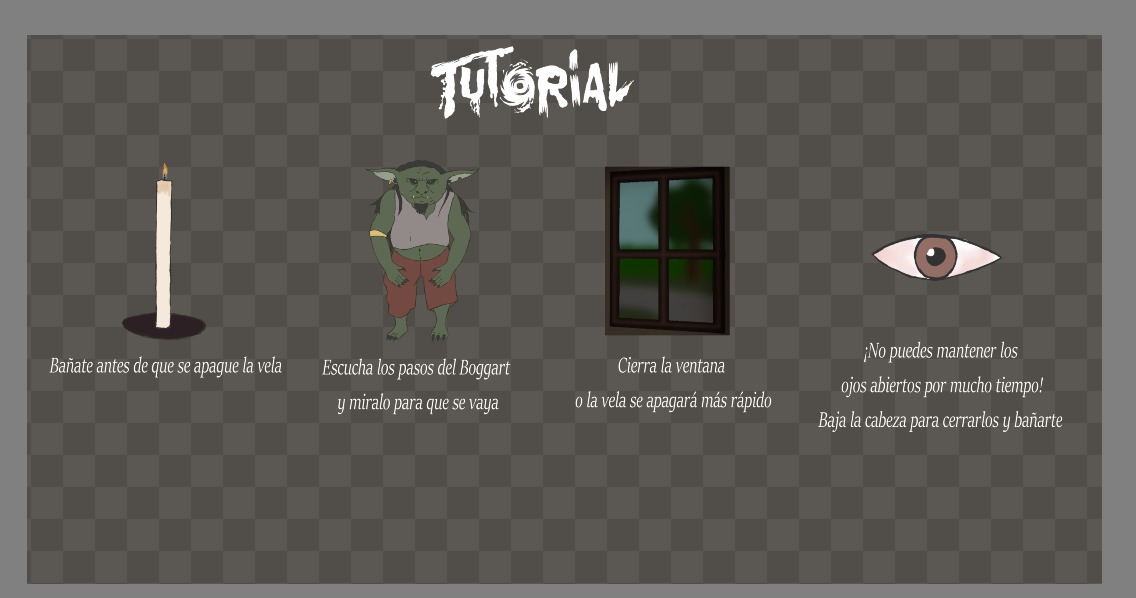 TUTORIAL
Bañate antes de que se apague la vela
Escucha los pasos del Boggart
y miralo para que se vaya
Cierra la ventana
o la vela se apagará más rápido
¡No puedes mantener los
ojos abiertos por mucho tiempo!
Baja la cabeza para cerrarlos y bañarte